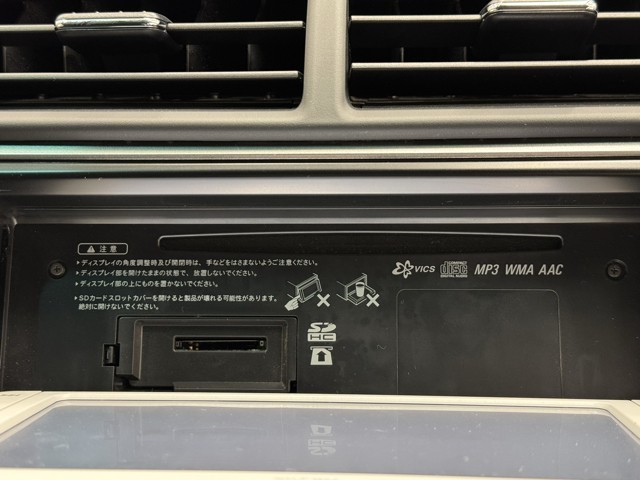 注意
▶ディスプレイの角度調整時及び開閉時は、手などをはさまないようご注意ください。
▶ディスプレイ部を開けたままの状態で、放置しないでください。
▶ディスプレイ部の上にものを置かないでください。
▶SDカードスロットカバーを開けると製品が壊れる可能性があります。
絶対に開けないでください。
VICS COMPACT disc DIGITAL AUDIO MP3 WMA AAC
SD HC